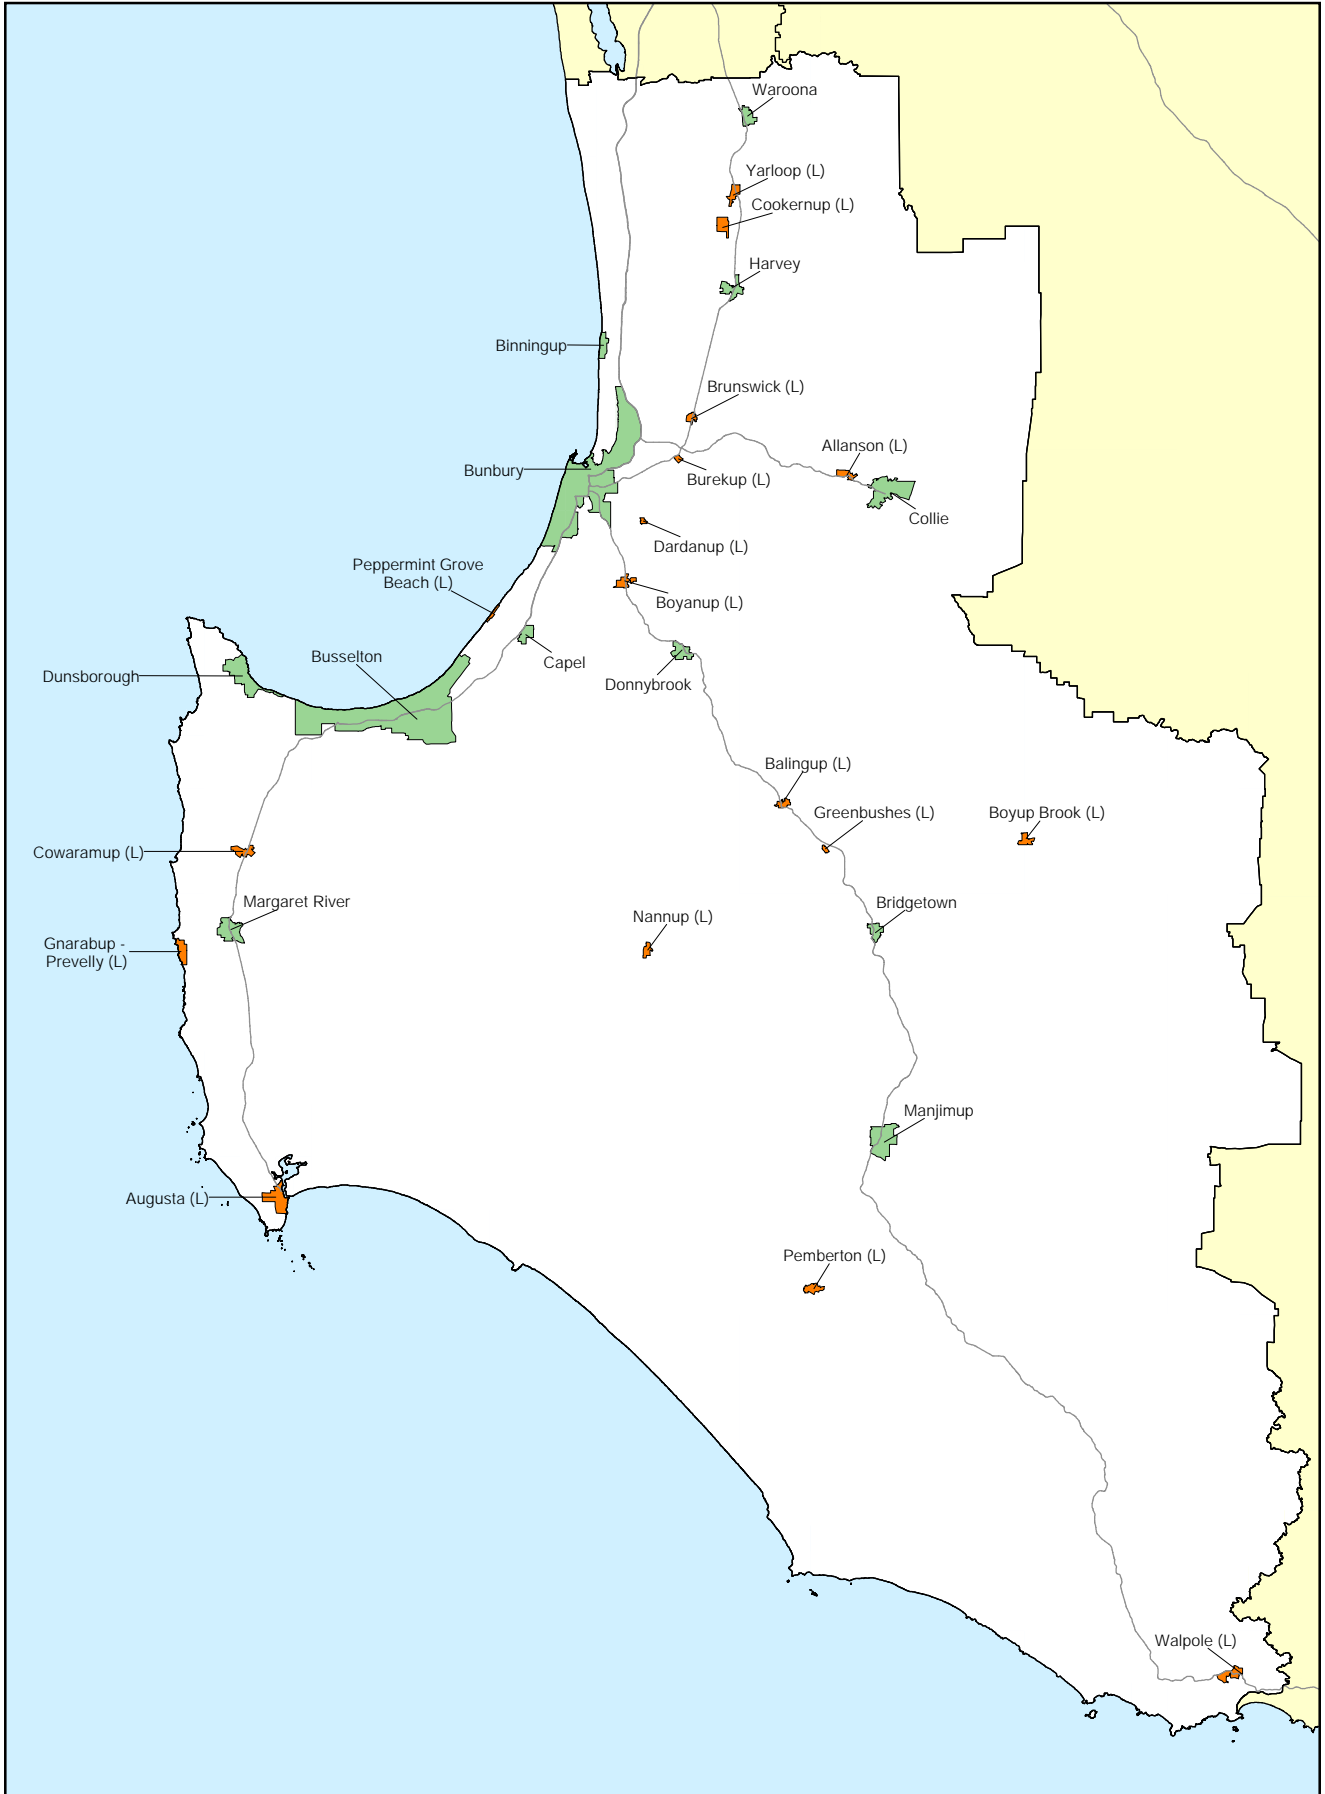 Waroona
Yarloop (L)
Cookernup (L)
Harvey
Binningup
Brunswick (L)
Allanson (L)
Bunbury
Burekup (L)
Collie
Dardanup (L)
Peppermint Grove
Beach (L)
Boyanup (L)
Busselton
Capel
Dunsborough
Donnybrook
Balingup (L)
Greenbushes (L)
Boyup Brook (L)
Cowaramup (L)
Margaret River
Bridgetown
Nannup (L)
Gnarabup -
Prevelly (L)
Manjimup
Augusta (L)
Pemberton (L)
Walpole (L)